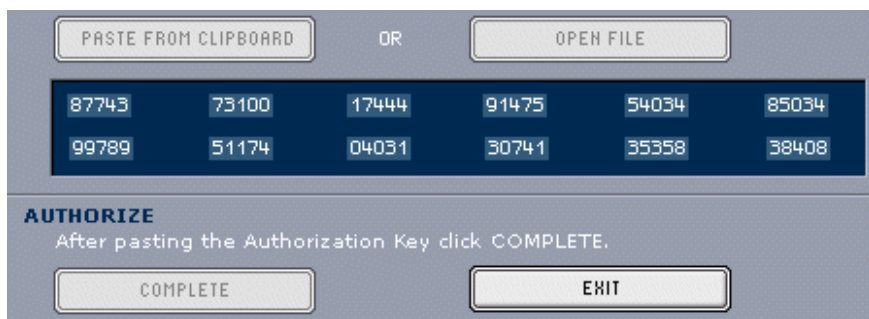 PASTE FROM CLIPBOARD OR OPEN FILE
87743 73100 17444 91475 54034 85034
99789 51174 04031 30741 35358 38408
AUTHORIZE
After pasting the Authorization Key click COMPLETE.
COMPLETE EXIT